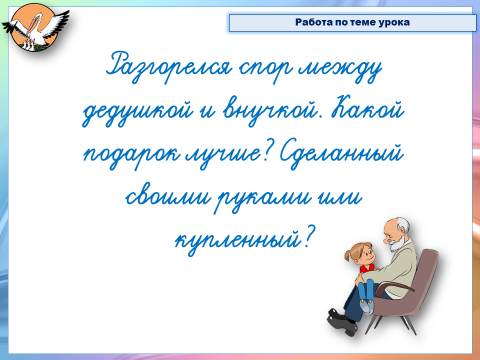 Работа по теме урока
Разгорелся спор между
дедушкой и внучкой. Какой
подарок лучше? Сделанный
своими руками или
купленный?